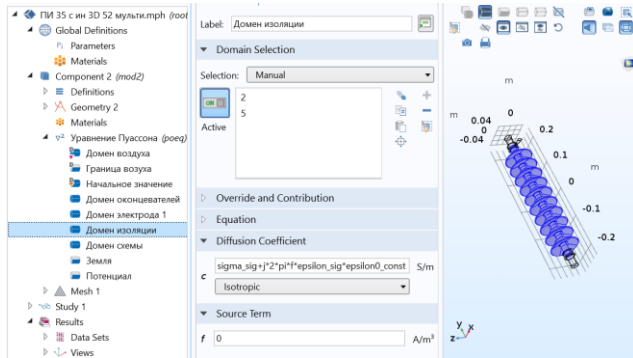 ПИ 35 с ин 3D 52 мульти.mph (root
Global Definitions
Pi Parameters
Materials
Component 2 (mod2)
Definitions
Geometry 2
Materials
Уравнение Пуассона (poeq)
Домен воздуха
Граница возуха
Начальное значение
Домен оконцевателей
Домен электрода 1
Домен изоляции
Домен схемы
Земля
Потенциал
Mesh 1
Study 1
Results
Data Sets
Views
Label: Домен изоляции
Domain Selection
Selection: Manual
ON
Active
2
5
Override and Contribution
Equation
Diffusion Coefficient
c sigma_sig+j*2*pi*f*epsilon_sig*epsilon0_const S/m
Isotropic
Source Term
f 0 A/m³
m
m
0.04
0
-0.04
0
0.2
0.1
m
0
-0.1
-0.2
y
z x